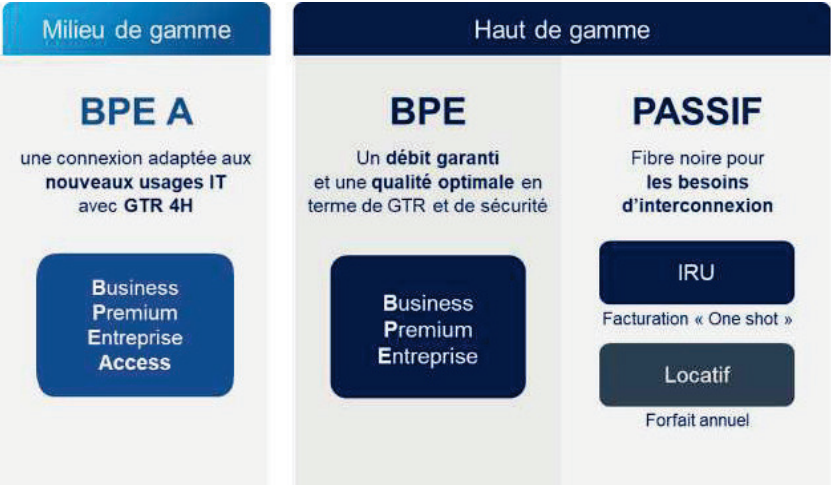 Milieu de gamme
BPE A
une connexion adaptée aux
nouveaux usages IT
avec GTR 4H
Business
Premium
Entreprise
Access
Haut de gamme
BPE
Un débit garanti
et une qualité optimale en
terme de GTR et de sécurité
Business
Premium
Entreprise
PASSIF
Fibre noire pour
les besoins
d'interconnexion
IRU
Facturation « One shot »
Locatif
Forfait annuel